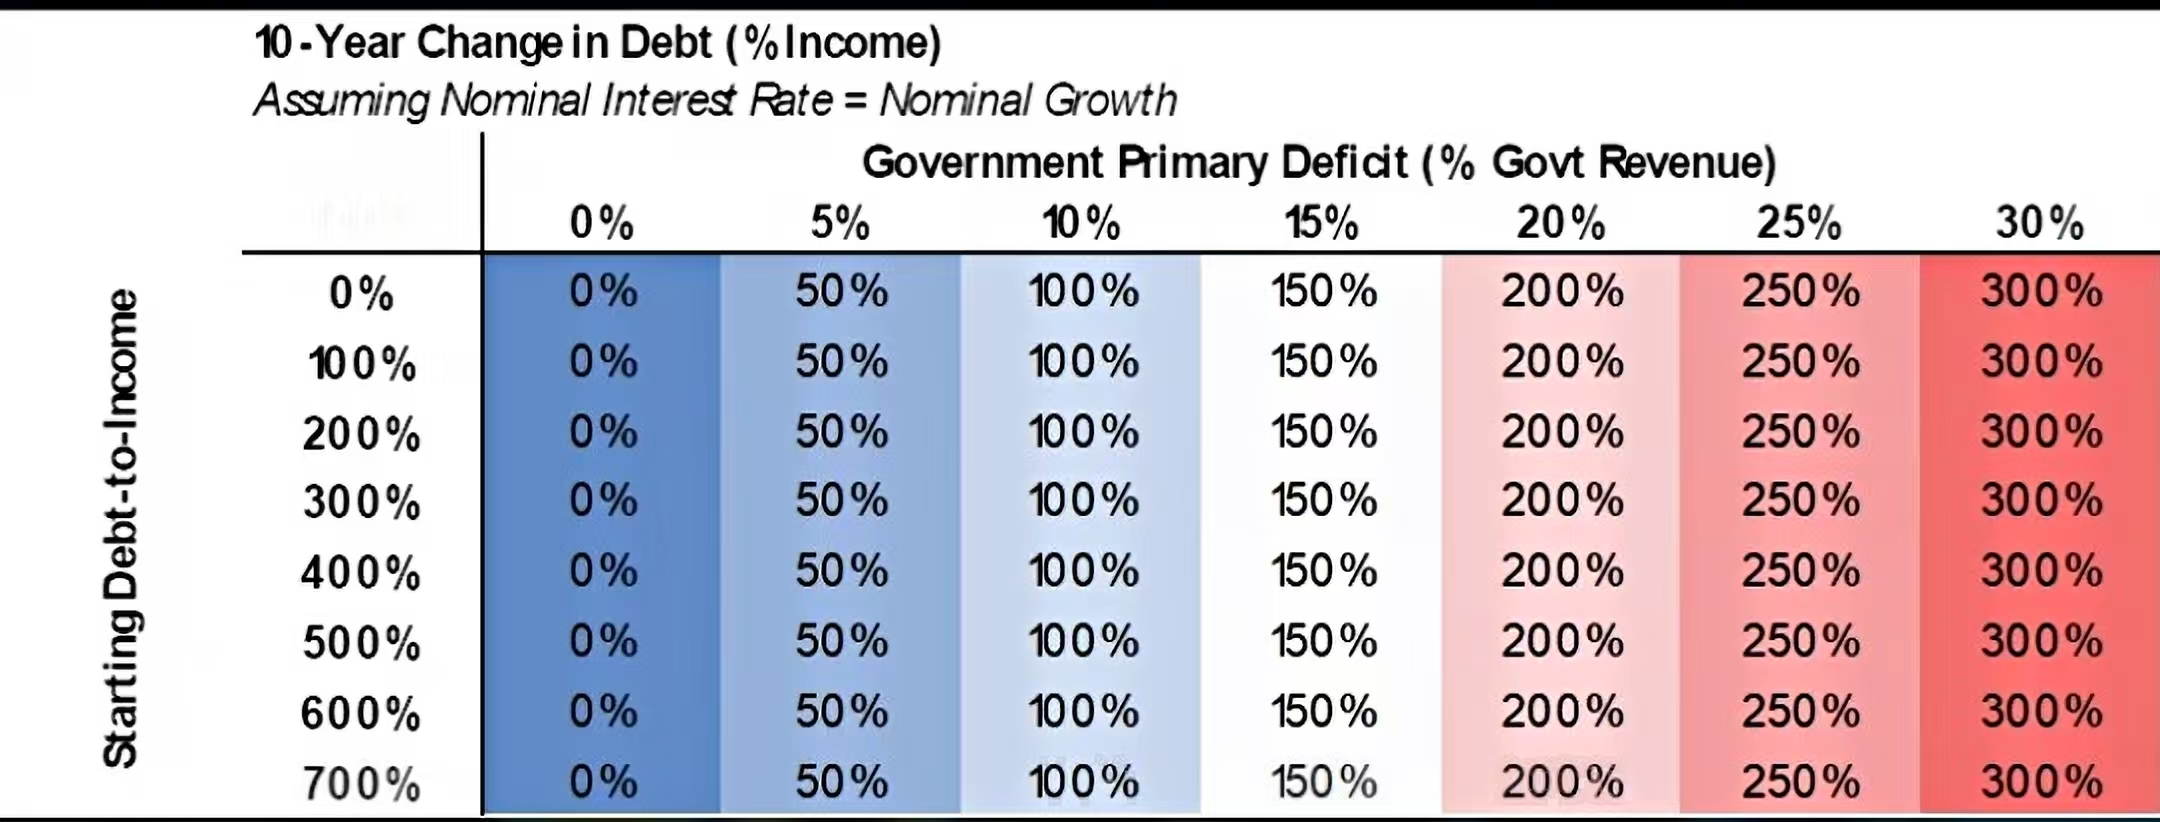 10-Year Change in Debt (% Income)
Assuming Nominal Interest Rate = Nominal Growth
Government Primary Deficit (% Govt Revenue)
0% 5% 10% 15% 20% 25% 30%
Starting Debt-to-Income
0% 0% 50% 100% 150% 200% 250% 300%
100% 0% 50% 100% 150% 200% 250% 300%
200% 0% 50% 100% 150% 200% 250% 300%
300% 0% 50% 100% 150% 200% 250% 300%
400% 0% 50% 100% 150% 200% 250% 300%
500% 0% 50% 100% 150% 200% 250% 300%
600% 0% 50% 100% 150% 200% 250% 300%
700% 0% 50% 100% 150% 200% 250% 300%